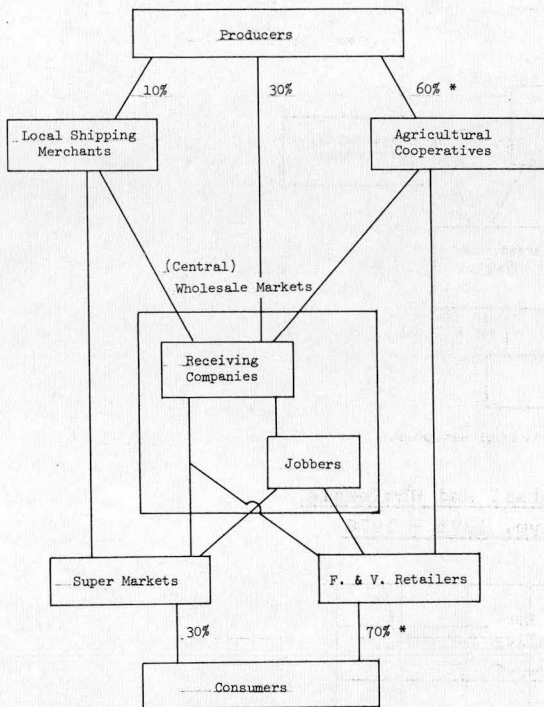 Producers
10%
30%
60% *
Local Shipping
Merchants
Agricultural
Cooperatives
(Central)
Wholesale Markets
Receiving
Companies
Jobbers
Super Markets
F. & V. Retailers
30%
70% *
Consumers